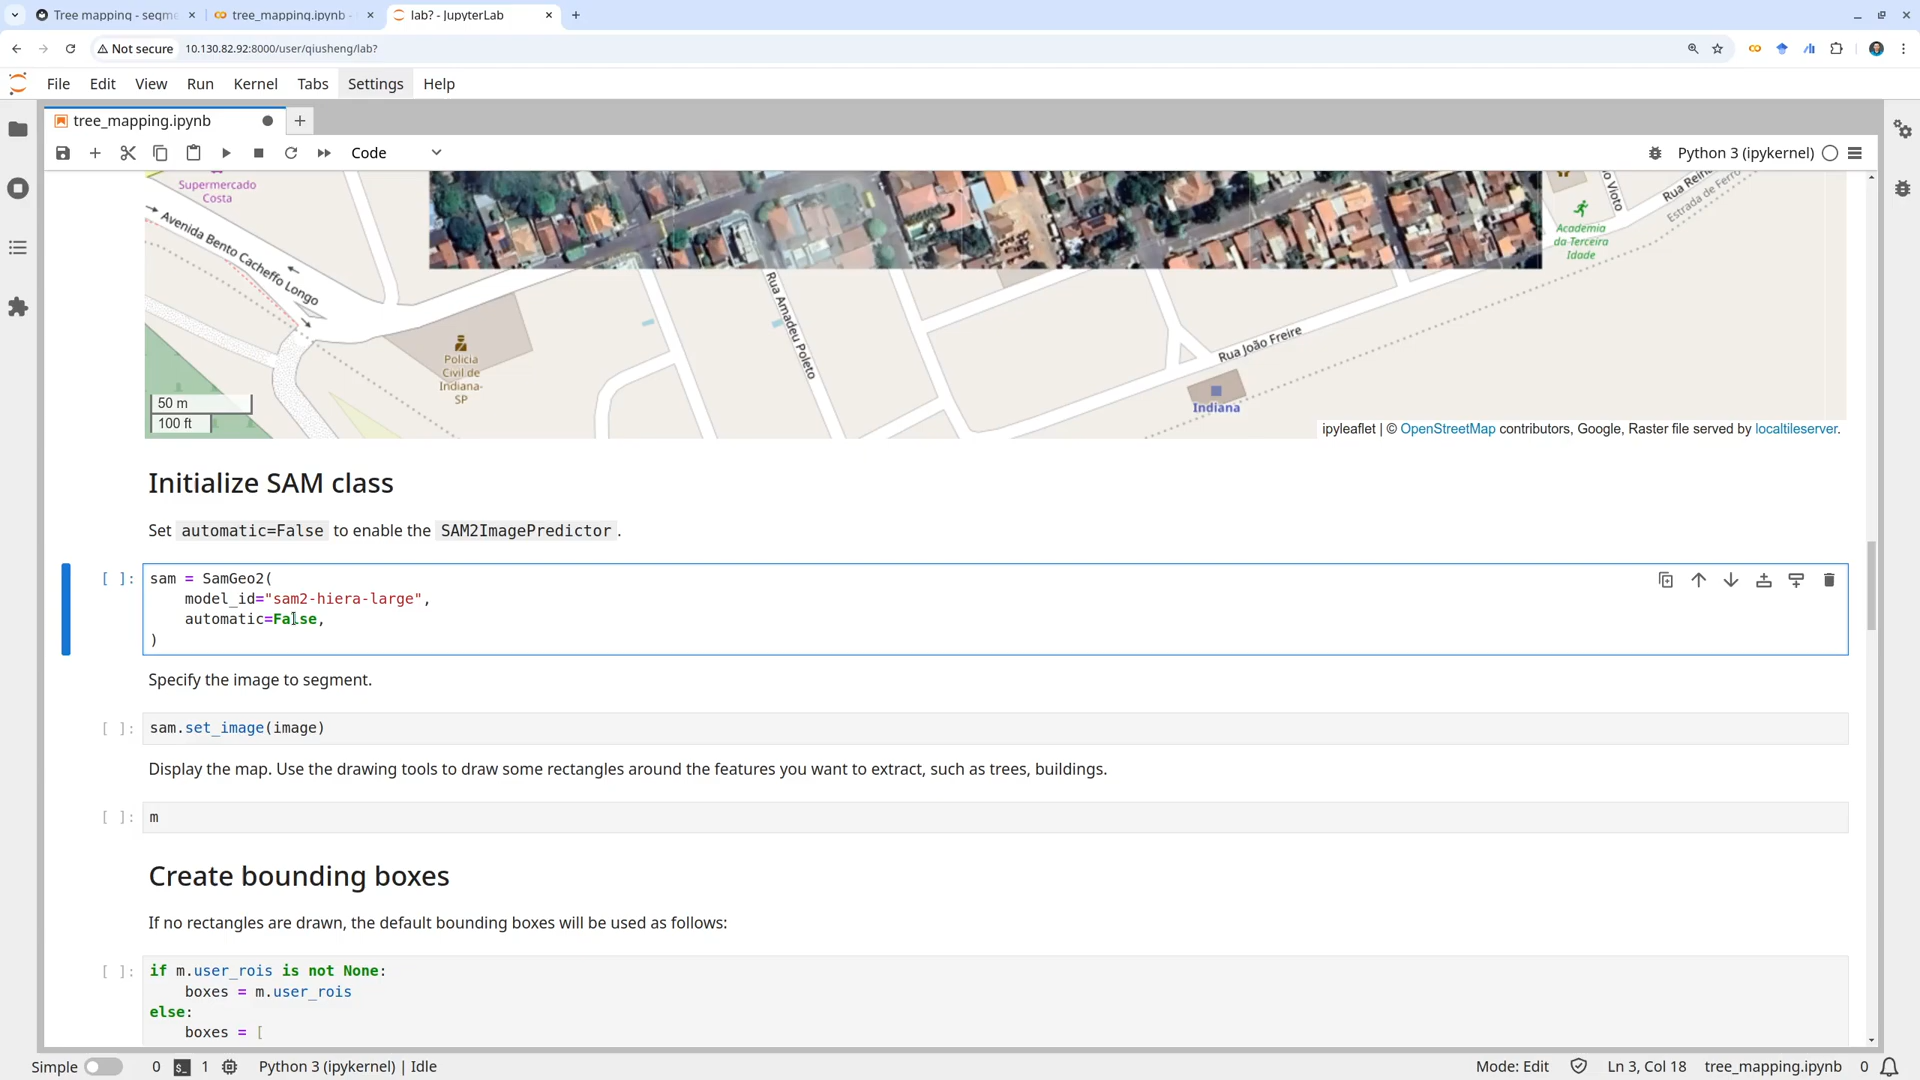 Tree mapping - segme
tree_mapping.ipynb -
lab? - JupyterLab
Not secure
10.130.82.92:8000/user/qiusheng/lab?
File
Edit
View
Run
Kernel
Tabs
Settings
Help
tree_mapping.ipynb
Code
Python 3 (ipykernel)
Supermercado
Costa
Avenida Bento Cacheffo Longo
Policia
Civil de
Indiana-
SP
Rua Amadeu Poleto
Rua João Freire
Indiana
Academia
da Terceira
Idade
o Vioto
Rua Reinh
Estrada de Ferro
50 m
100 ft
ipyleaflet | © OpenStreetMap contributors, Google, Raster file served by localtileserver.
Initialize SAM class
Set automatic=False to enable the SAM2ImagePredictor .
[ ]:
sam = SamGeo2(
model_id="sam2-hiera-large",
automatic=False,
)
Specify the image to segment.
[ ]:
sam.set_image(image)
Display the map. Use the drawing tools to draw some rectangles around the features you want to extract, such as trees, buildings.
[ ]:
m
Create bounding boxes
If no rectangles are drawn, the default bounding boxes will be used as follows:
[ ]:
if m.user_rois is not None:
boxes = m.user_rois
else:
boxes = [
Simple
0
1
Python 3 (ipykernel) | Idle
Mode: Edit
Ln 3, Col 18
tree_mapping.ipynb
0